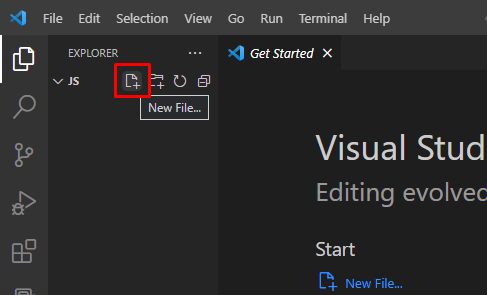 File Edit Selection View Go Run Terminal Help
EXPLORER ...
Get Started
JS
New File...
Visual Stud
Editing evolved
Start
New File...